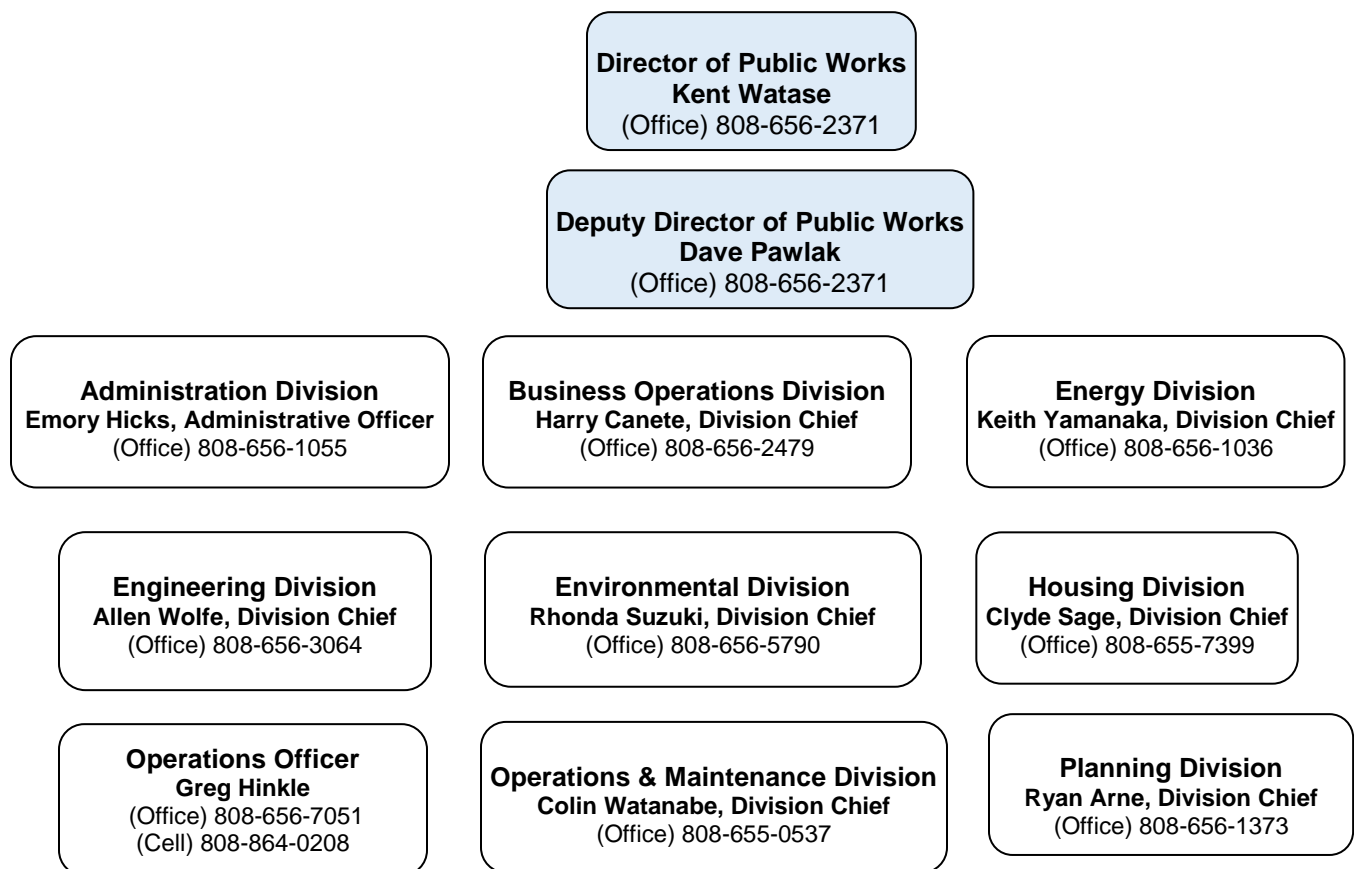 Director of Public Works
Kent Watase
(Office) 808-656-2371
Deputy Director of Public Works
Dave Pawlak
(Office) 808-656-2371
Administration Division
Emory Hicks, Administrative Officer
(Office) 808-656-1055
Business Operations Division
Harry Canete, Division Chief
(Office) 808-656-2479
Energy Division
Keith Yamanaka, Division Chief
(Office) 808-656-1036
Engineering Division
Allen Wolfe, Division Chief
(Office) 808-656-3064
Environmental Division
Rhonda Suzuki, Division Chief
(Office) 808-656-5790
Housing Division
Clyde Sage, Division Chief
(Office) 808-655-7399
Operations Officer
Greg Hinkle
(Office) 808-656-7051
(Cell) 808-864-0208
Operations & Maintenance Division
Colin Watanabe, Division Chief
(Office) 808-655-0537
Planning Division
Ryan Arne, Division Chief
(Office) 808-656-1373